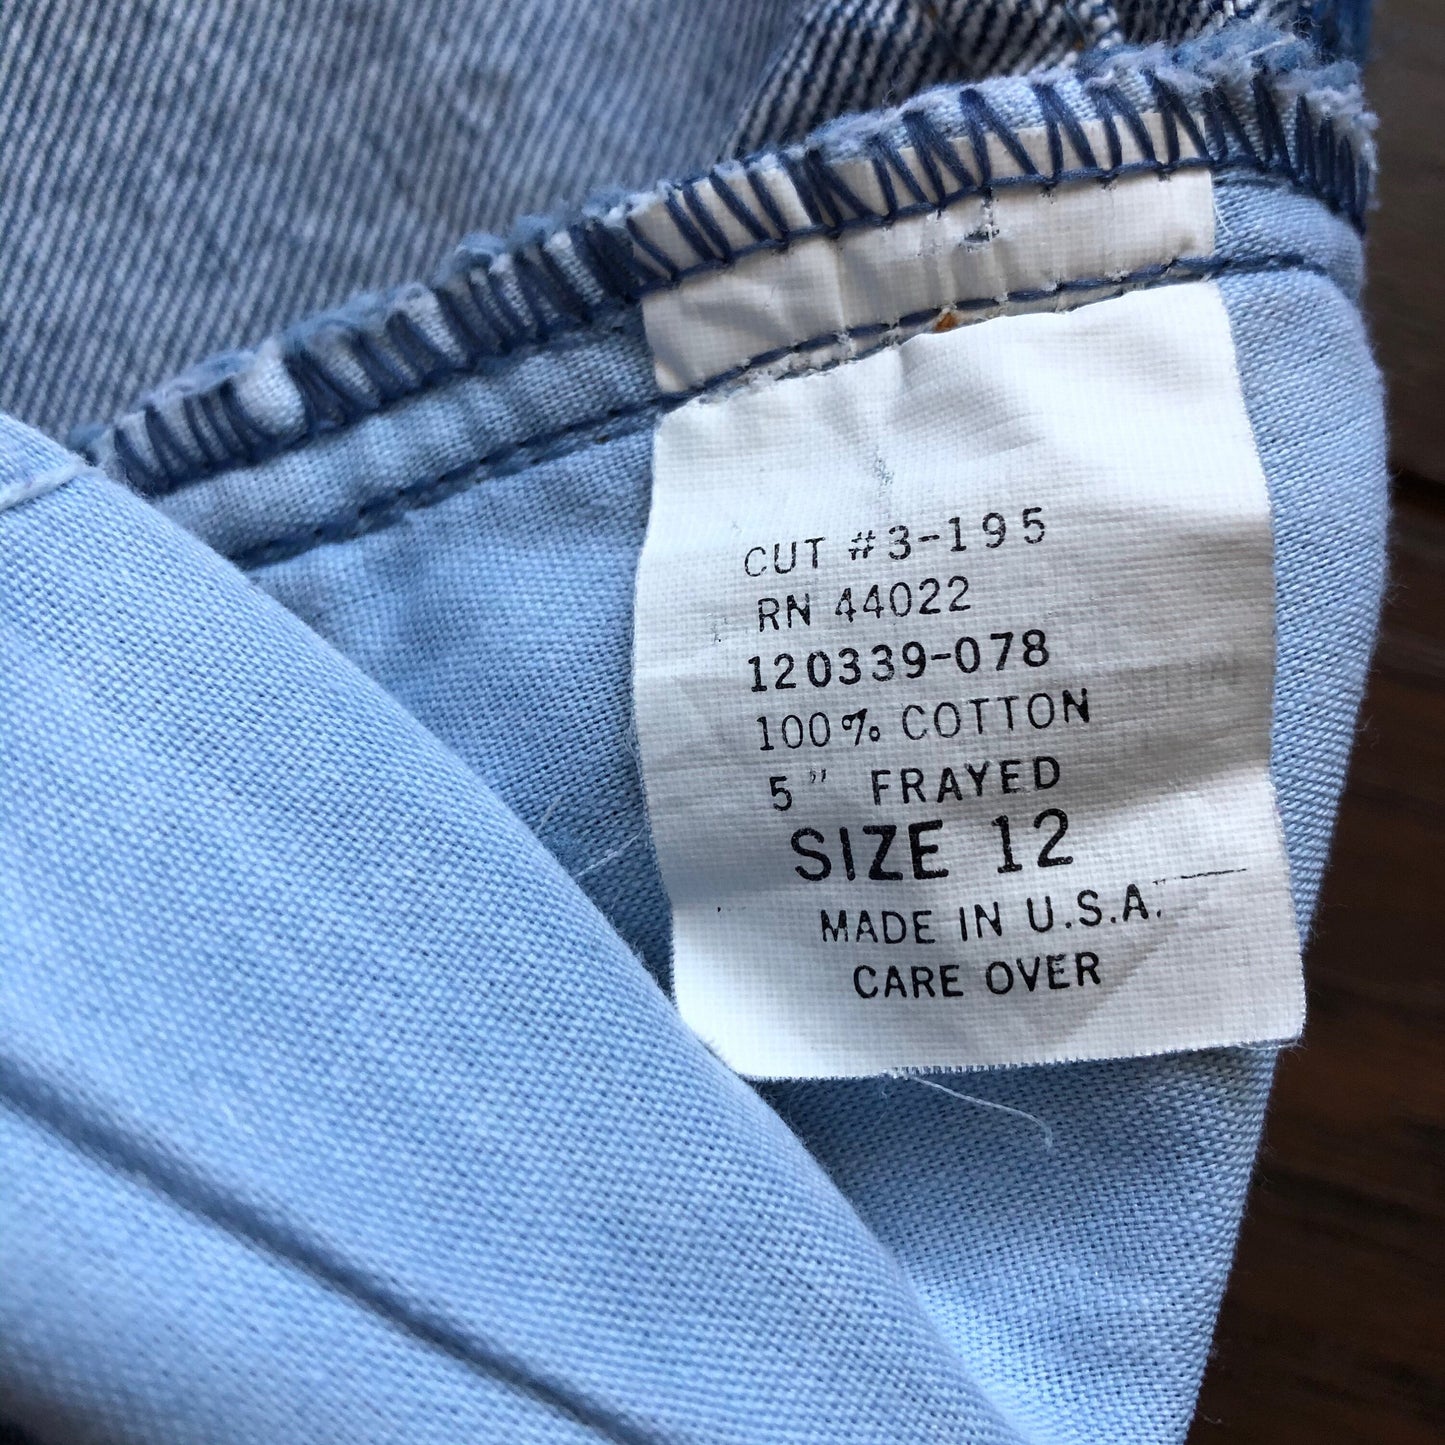 CUT #3-195
RN 44022
120339-078
100% COTTON
5" FRAYED
SIZE 12
MADE IN U.S.A.
CARE OVER